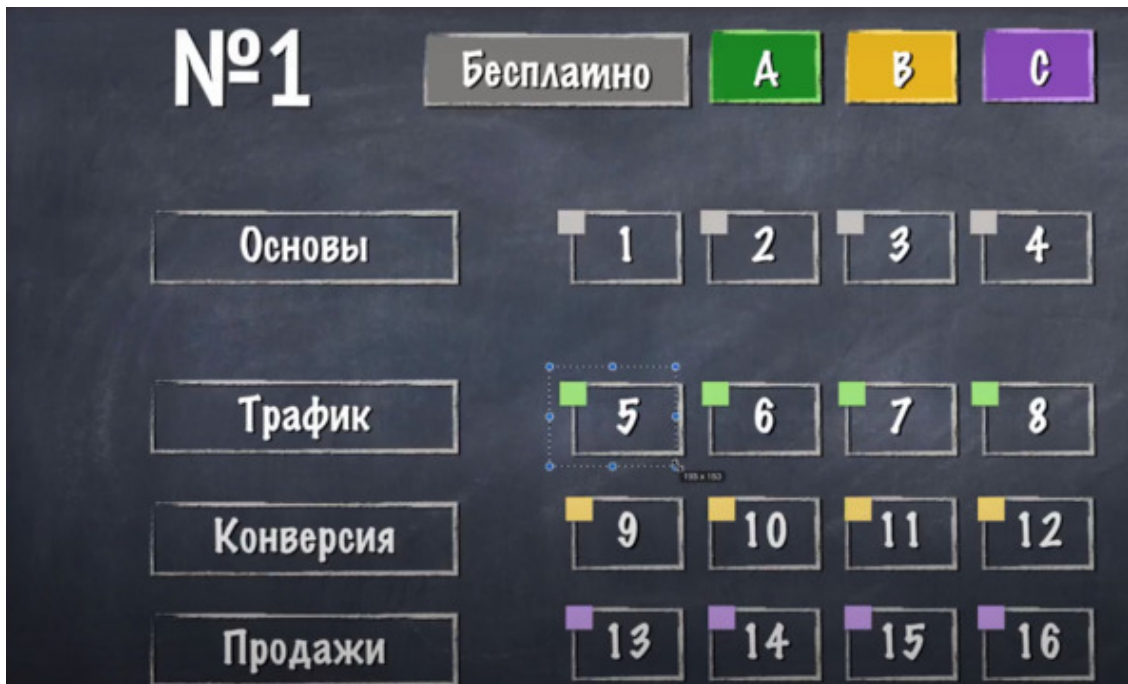 №1 Бесплатно A B C
Основы 1 2 3 4
Трафик 5 6 7 8
Конверсия 9 10 11 12
Продажи 13 14 15 16